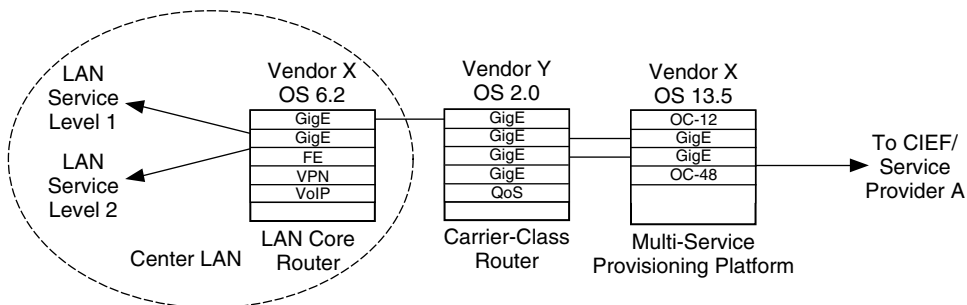 LAN
Service
Level 1
LAN
Service
Level 2
Center LAN
Vendor X
OS 6.2
GigE
GigE
FE
VPN
VoIP
LAN Core
Router
Vendor Y
OS 2.0
GigE
GigE
GigE
GigE
QoS
Carrier-Class
Router
Vendor X
OS 13.5
OC-12
GigE
GigE
OC-48
Multi-Service
Provisioning Platform
To CIEF/
Service
Provider A